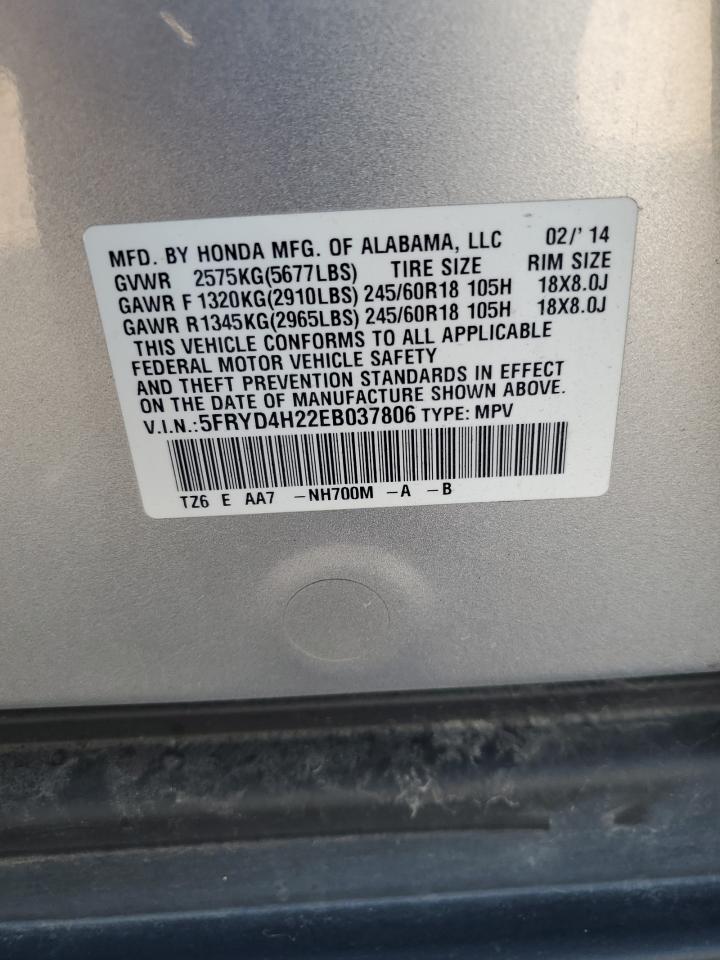 MFD. BY HONDA MFG. OF ALABAMA, LLC 02/'14
GVWR 2575KG(5677LBS) TIRE SIZE RIM SIZE
GAWR F 1320KG(2910LBS) 245/60R18 105H 18X8.0J
GAWR R1345KG(2965LBS) 245/60R18 105H 18X8.0J
THIS VEHICLE CONFORMS TO ALL APPLICABLE
FEDERAL MOTOR VEHICLE SAFETY
AND THEFT PREVENTION STANDARDS IN EFFECT
ON THE DATE OF MANUFACTURE SHOWN ABOVE.
V.I.N.:5FRYD4H22EB037806 TYPE: MPV
TZ6 E AA7 -NH700M -A -B